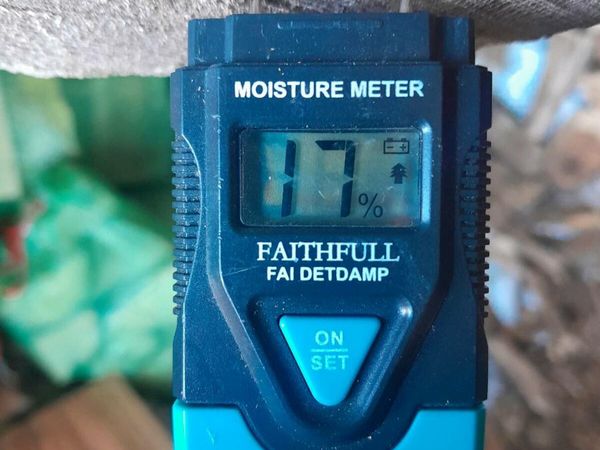 MOISTURE METER
17%
FAITHFULL
FAI DETDAMP
ON
SET